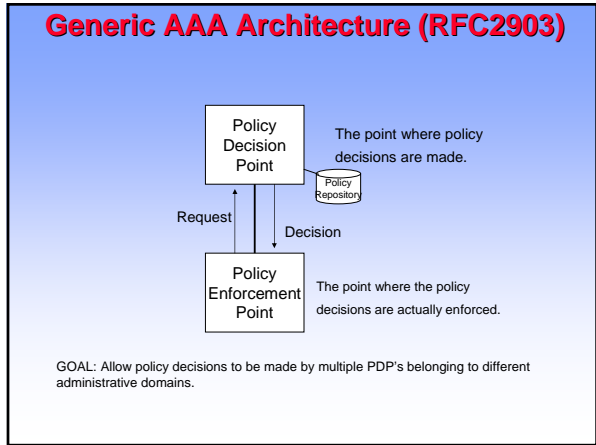 Generic AAA Architecture (RFC2903)
Policy
Decision
Point
The point where policy
decisions are made.
Policy
Repository
Request
Decision
Policy
Enforcement
Point
The point where the policy
decisions are actually enforced.
GOAL: Allow policy decisions to be made by multiple PDP's belonging to different
administrative domains.